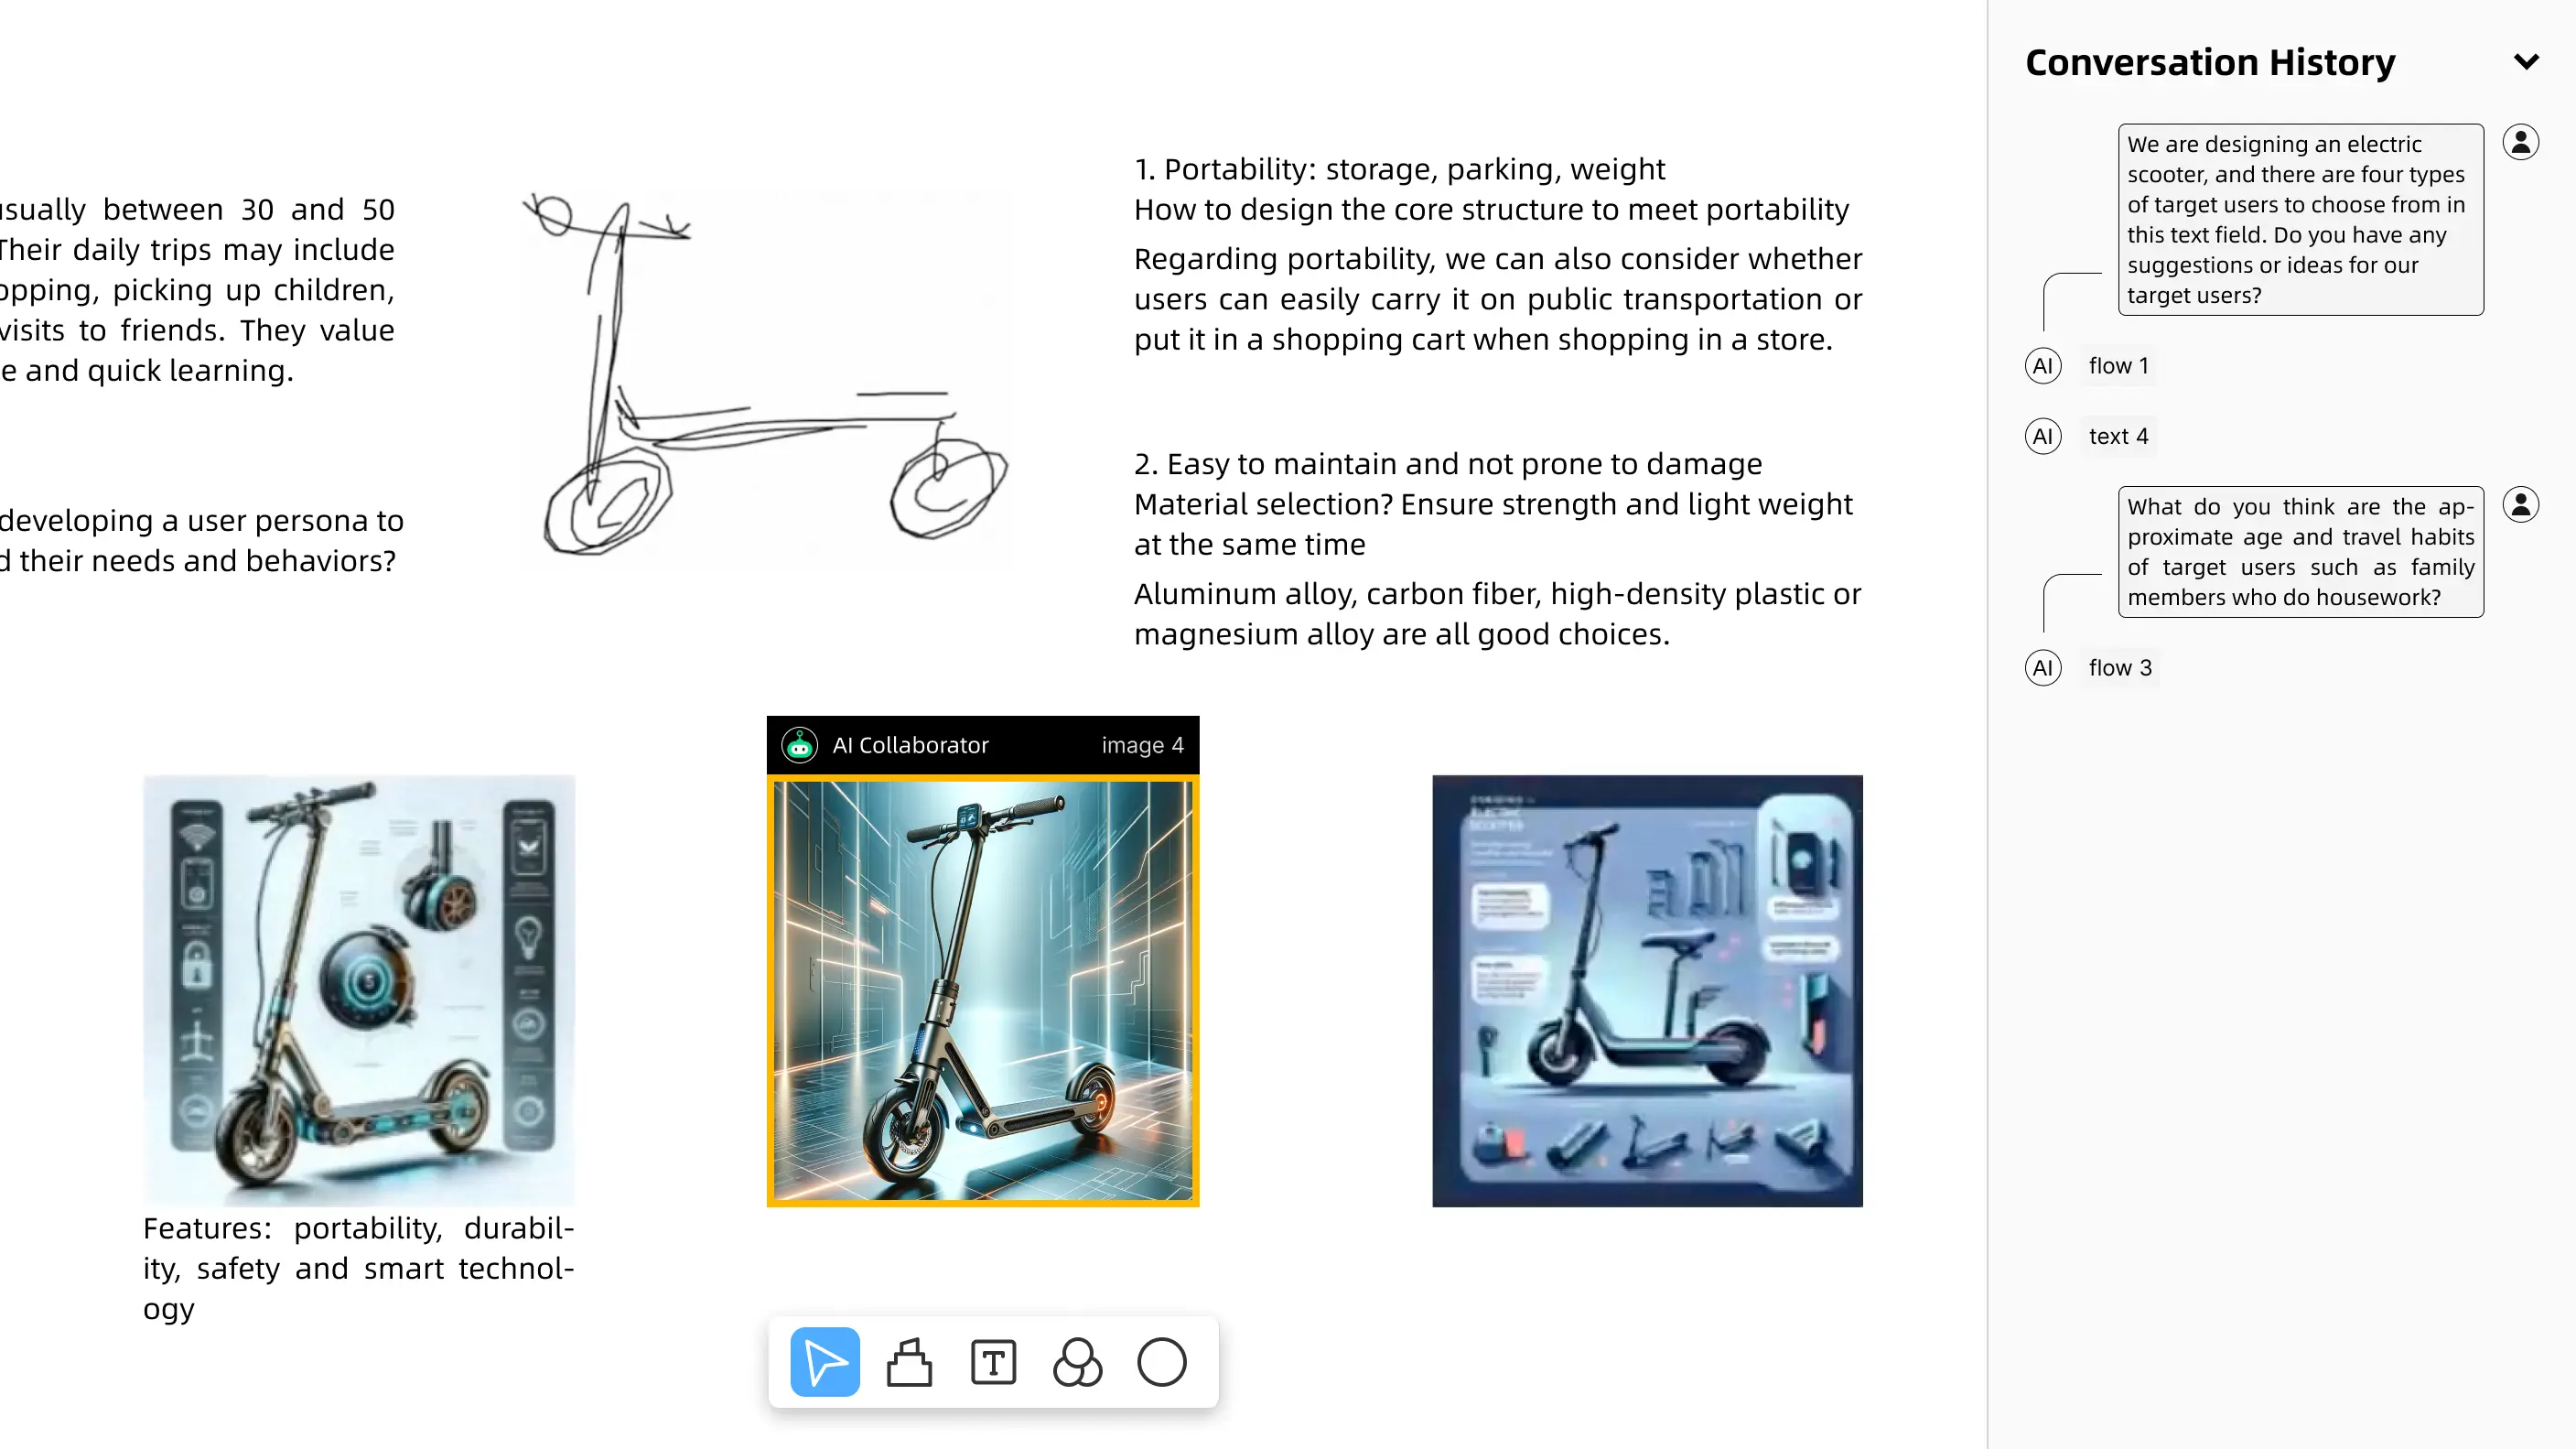 usually between 30 and 50
Their daily trips may include
opping, picking up children,
visits to friends. They value
e and quick learning.
developing a user persona to
d their needs and behaviors?
1. Portability: storage, parking, weight
How to design the core structure to meet portability
Regarding portability, we can also consider whether
users can easily carry it on public transportation or
put it in a shopping cart when shopping in a store.
2. Easy to maintain and not prone to damage
Material selection? Ensure strength and light weight
at the same time
Aluminum alloy, carbon fiber, high-density plastic or
magnesium alloy are all good choices.
AI Collaborator
image 4
Features: portability, durabil-
ity, safety and smart technol-
ogy
T
Conversation History
We are designing an electric
scooter, and there are four types
of target users to choose from in
this text field. Do you have any
suggestions or ideas for our
target users?
AI
flow 1
AI
text 4
What do you think are the ap-
proximate age and travel habits
of target users such as family
members who do housework?
AI
flow 3